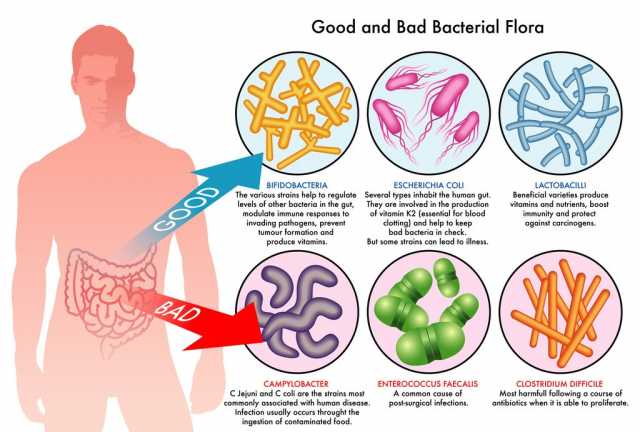 Good and Bad Bacterial Flora
GOOD
BIFIDOBACTERIA
The various strains help to regulate
levels of other bacteria in the gut,
modulate immune responses to
invading pathogens, prevent
tumour formation and
produce vitamins.
ESCHERICHIA COLI
Several types inhabit the human gut.
They are involved in the production
of vitamin K2 (essential for blood
clotting) and help to keep
bad bacteria in check.
But some strains can lead to illness.
LACTOBACILLI
Beneficial varieties produce
vitamins and nutrients, boost
immunity and protect
against carcinogens.
BAD
CAMPYLOBACTER
C Jejuni and C coli are the strains most
commonly associated with human disease.
Infection usually occurs throught the
ingestion of contaminated food.
ENTEROCOCCUS FAECALIS
A common cause of
post-surgical infections.
CLOSTRIDIUM DIFFICILE
Most harmfull following a course of
antibiotics when it is able to proliferate.